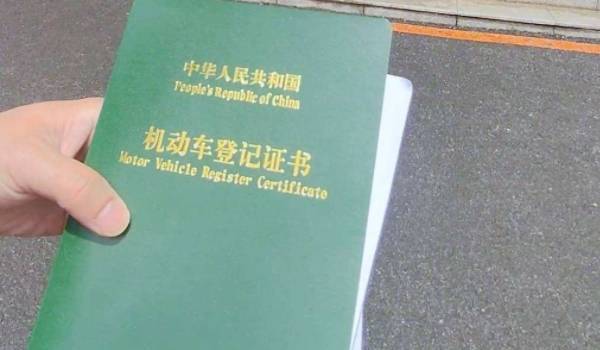 中华人民共和国
People's Republic of China
机动车登记证书
Motor Vehicle Register Certificate